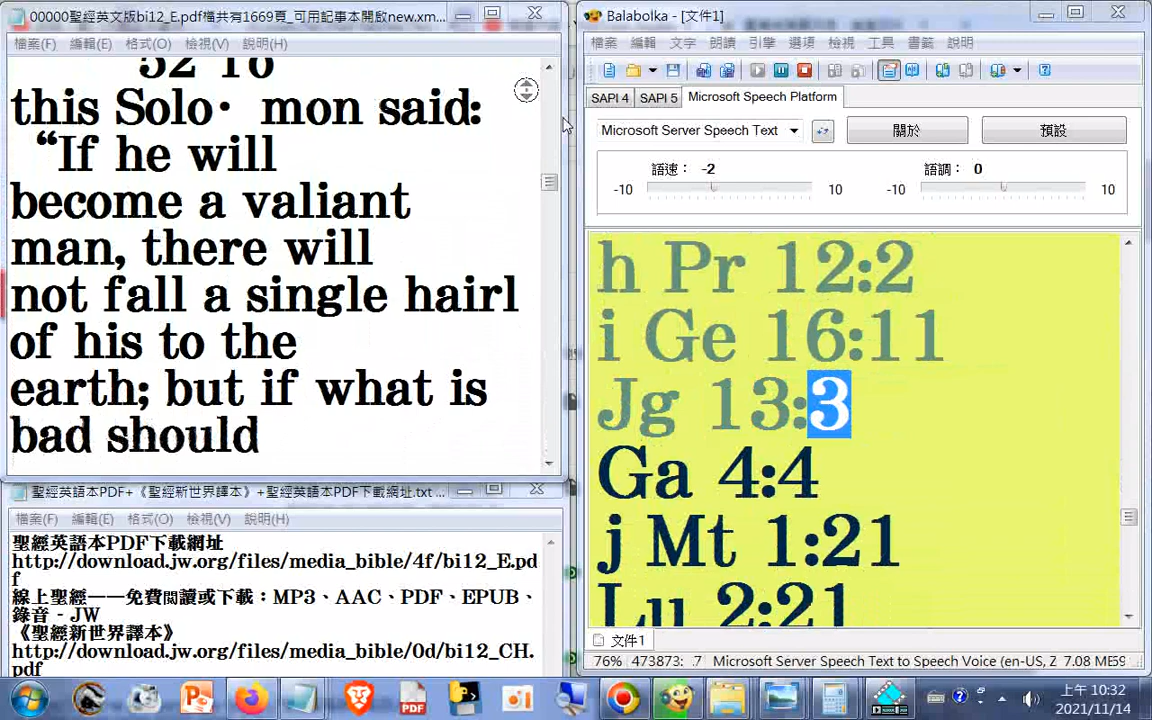 00000聖經英文版bi12_E.pdf檔共有1669頁_可用記事本開啟new.xm...
檔案(F) 編輯(E) 格式(O) 檢視(V) 說明(H)
52 10
this Solo· mon said:
“If he will
become a valiant
man, there will
not fall a single hairl
of his to the
earth; but if what is
bad should
聖經英語本PDF+《聖經新世界譯本》+聖經英語本PDF下載網址.txt ...
檔案(F) 編輯(E) 格式(O) 檢視(V) 說明(H)
聖經英語本PDF下載網址
http://download.jw.org/files/media_bible/4f/bi12_E.pd
f
線上聖經——免費閱讀或下載：MP3、AAC、PDF、EPUB、
錄音 - JW
《聖經新世界譯本》
http://download.jw.org/files/media_bible/0d/bi12_CH.
pdf
Balabolka - [文件1]
檔案 編輯 文字 朗讀 引擎 選項 檢視 工具 書籤 說明
SAPI 4 SAPI 5 Microsoft Speech Platform
Microsoft Server Speech Text 關於 預設
語速： -2 語調： 0
-10 10 -10 10
h Pr 12:2
i Ge 16:11
Jg 13:3
Ga 4:4
j Mt 1:21
Lu 2:21
文件1
76% 473873: .7 Microsoft Server Speech Text to Speech Voice (en-US, Z 7.08 ME59
PDF
上午 10:32
2021/11/14